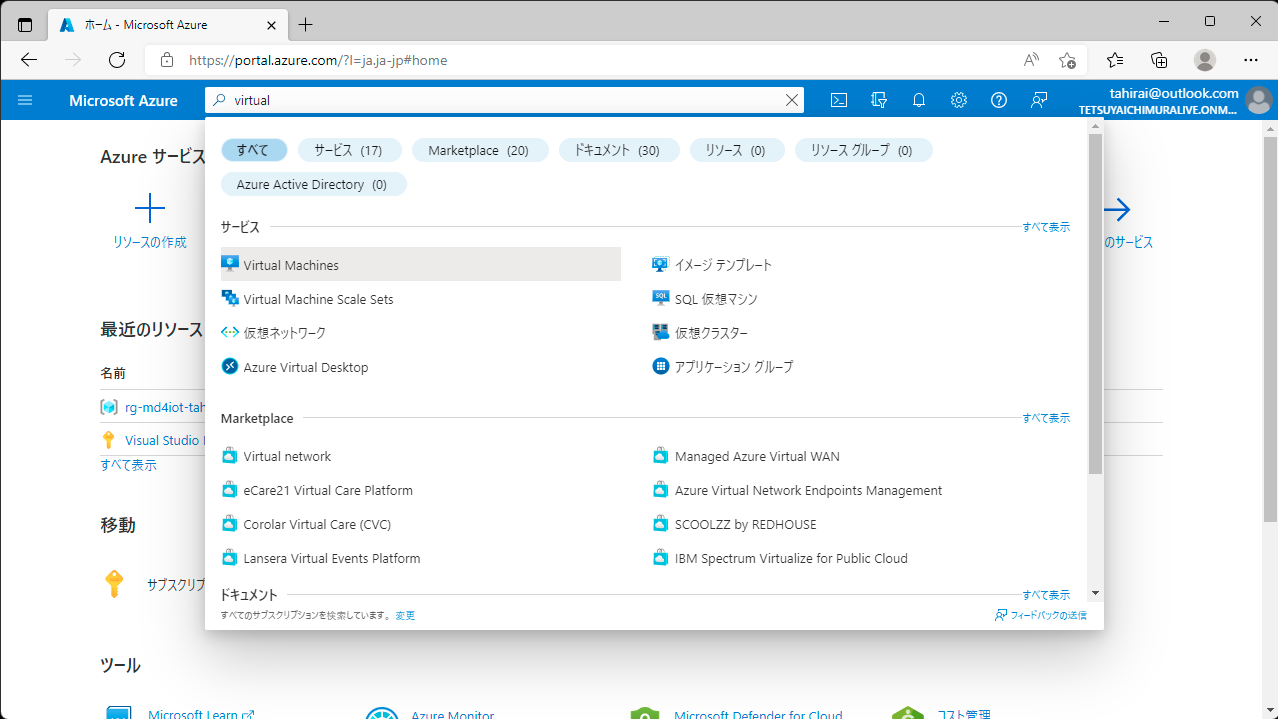 ホーム - Microsoft Azure
https://portal.azure.com/?l=ja.ja-jp#home
Microsoft Azure
virtual
tahirai@outlook.com
TETSUYAICHIMURALIVE.ONM...
すべて
サービス (17)
Marketplace (20)
ドキュメント (30)
リソース (0)
リソース グループ (0)
Azure Active Directory (0)
Azure サービス
リソースの作成
のサービス
サービス
すべて表示
Virtual Machines
イメージ テンプレート
Virtual Machine Scale Sets
SQL 仮想マシン
仮想ネットワーク
仮想クラスター
Azure Virtual Desktop
アプリケーション グループ
最近のリソース
名前
rg-md4iot-tah
Visual Studio
すべて表示
Marketplace
すべて表示
Virtual network
Managed Azure Virtual WAN
eCare21 Virtual Care Platform
Azure Virtual Network Endpoints Management
Corolar Virtual Care (CVC)
SCOOLZZ by REDHOUSE
Lansera Virtual Events Platform
IBM Spectrum Virtualize for Public Cloud
ドキュメント
すべて表示
すべてのサブスクリプションを検索しています。 変更
フィードバックの送信
移動
サブスクリプ
ツール
Microsoft Learn
Azure Monitor
Microsoft Defender for Cloud
コスト管理